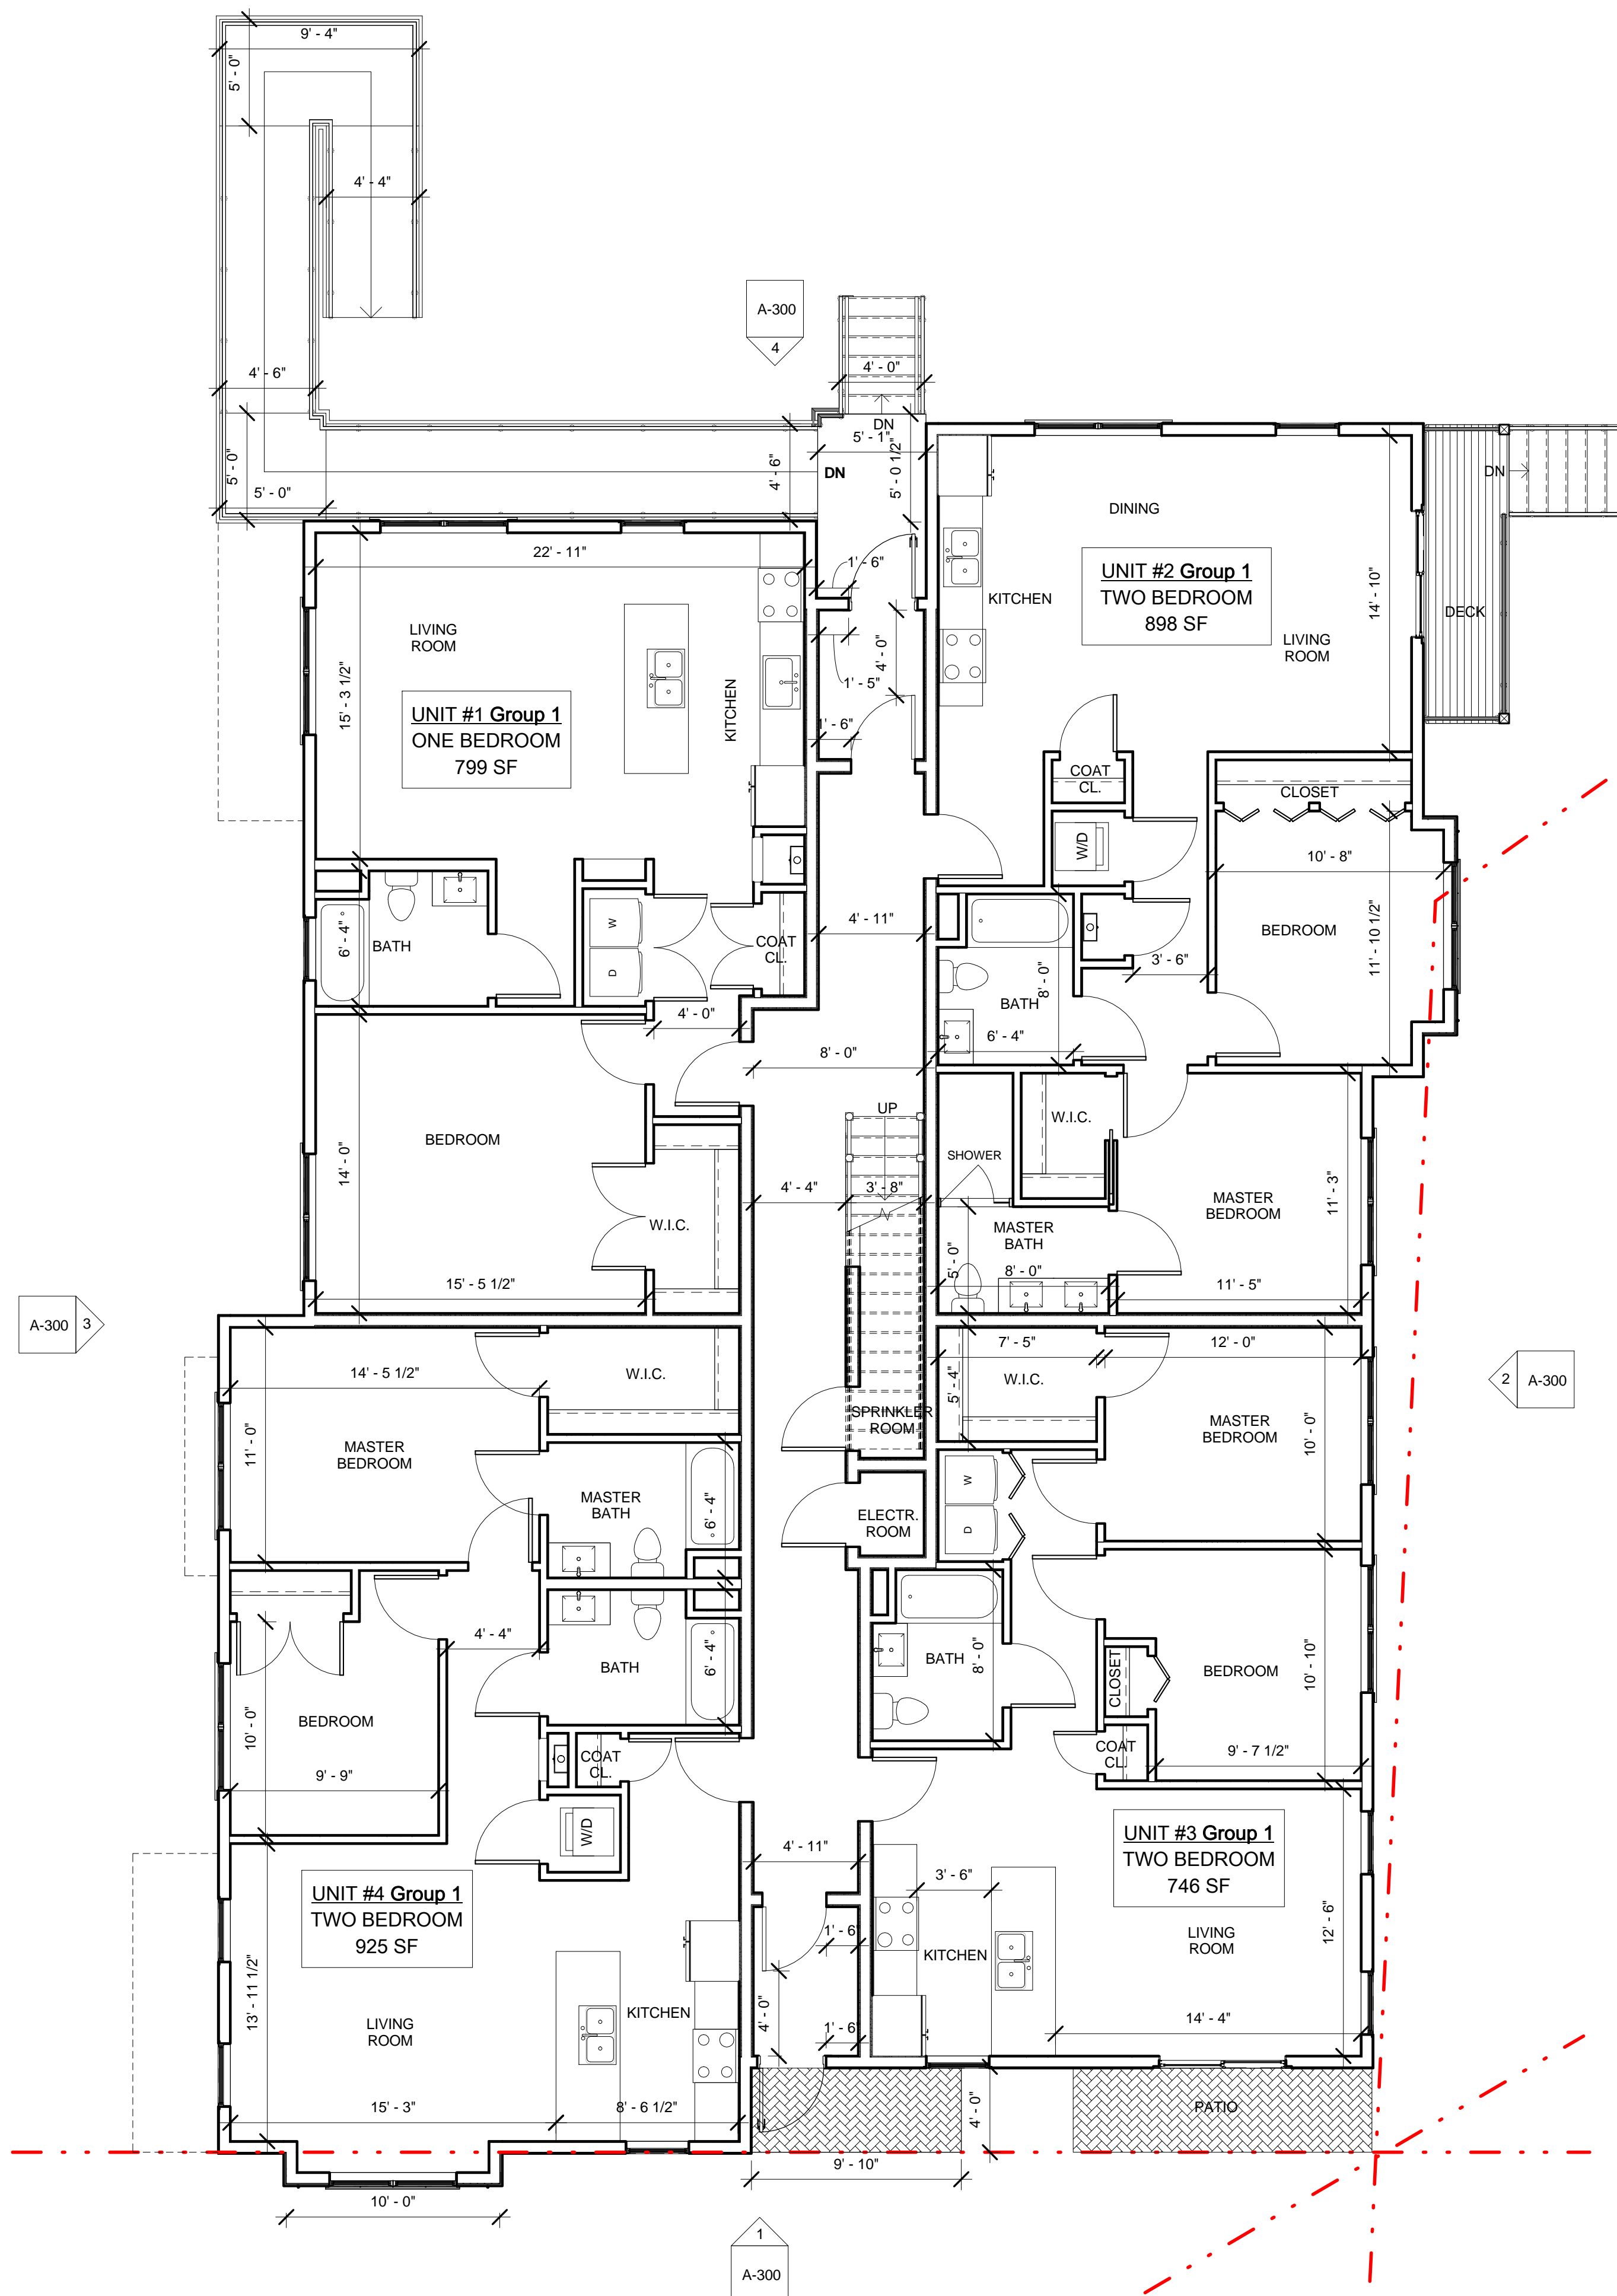 9' - 4"
5' - 0"
4' - 4"
A-300
4
4' - 6"
4' - 0"
DN
5' - 1"
5' - 0"
5' - 0"
4' - 6"
DN
5' - 0 1/2"
DN
DINING
22' - 11"
1' - 6"
UNIT #2 Group 1
TWO BEDROOM
898 SF
KITCHEN
14' - 10"
DECK
LIVING
ROOM
LIVING
ROOM
15' - 3 1/2"
4' - 0"
1' - 5"
KITCHEN
UNIT #1 Group 1
ONE BEDROOM
799 SF
1' - 6"
COAT
CL.
CLOSET
W/D
10' - 8"
4' - 11"
6' - 4"
BATH
W
D
COAT
CL.
BEDROOM
11' - 10 1/2"
3' - 6"
BATH
8' - 0"
4' - 0"
6' - 4"
8' - 0"
UP
W.I.C.
BEDROOM
14' - 0"
SHOWER
4' - 4"
3' - 8"
MASTER
BEDROOM
11' - 3"
W.I.C.
MASTER
BATH
5' - 0"
8' - 0"
15' - 5 1/2"
11' - 5"
A-300
3
14' - 5 1/2"
W.I.C.
7' - 5"
12' - 0"
5' - 4"
W.I.C.
2
A-300
SPRINKLER
ROOM
MASTER
BEDROOM
10' - 0"
11' - 0"
MASTER
BEDROOM
W
D
MASTER
BATH
6' - 4"
ELECTR.
ROOM
4' - 4"
BATH
6' - 4"
BATH
8' - 0"
CLOSET
BEDROOM
10' - 10"
BEDROOM
10' - 0"
9' - 9"
COAT
CL.
COAT
CL.
9' - 7 1/2"
W/D
4' - 11"
UNIT #3 Group 1
TWO BEDROOM
746 SF
3' - 6"
UNIT #4 Group 1
TWO BEDROOM
925 SF
1' - 6"
KITCHEN
LIVING
ROOM
12' - 6"
13' - 11 1/2"
LIVING
ROOM
KITCHEN
4' - 0"
1' - 6"
14' - 4"
15' - 3"
8' - 6 1/2"
4' - 0"
PATIO
9' - 10"
10' - 0"
1
A-300